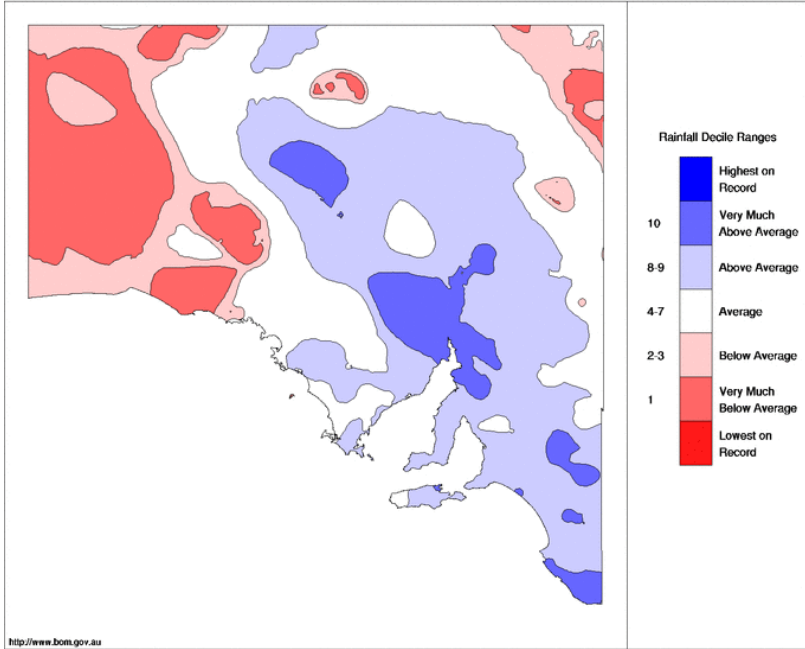 Rainfall Decile Ranges
Highest on
Record
10
Very Much
Above Average
8-9
Above Average
4-7
Average
2-3
Below Average
1
Very Much
Below Average
Lowest on
Record
http://www.bom.gov.au